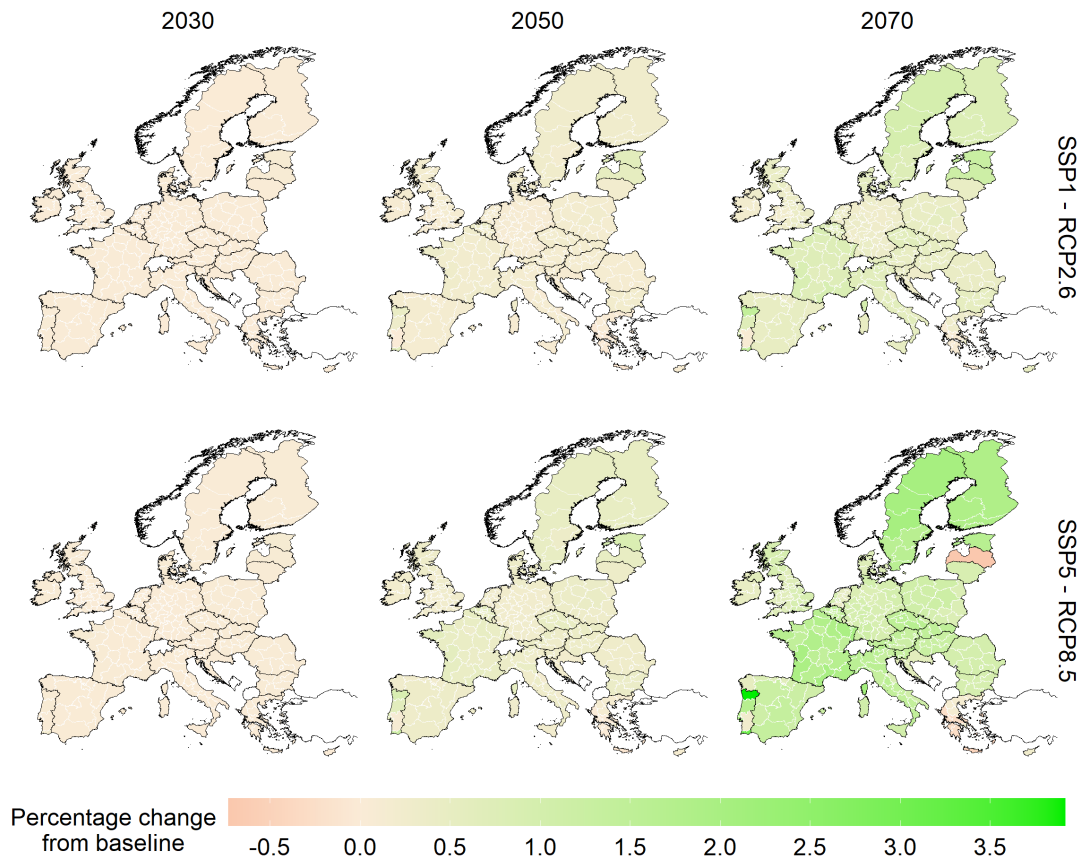 2030 2050 2070
SSP1 - RCP2.6
SSP5 - RCP8.5
Percentage change
from baseline
-0.5 0.0 0.5 1.0 1.5 2.0 2.5 3.0 3.5